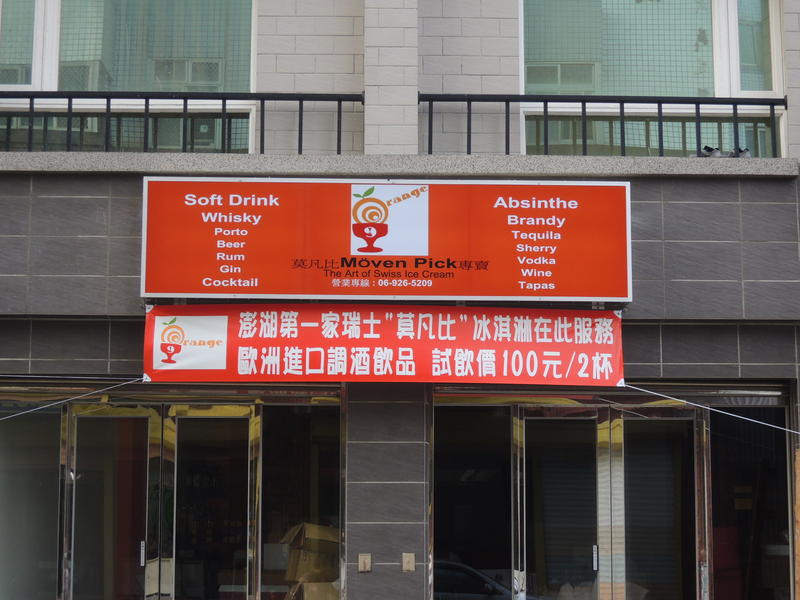 Soft Drink
Whisky
Porto
Beer
Rum
Gin
Cocktail
9 Orange
莫凡比Möven Pick專賣
The Art of Swiss Ice Cream
營業專線:06-926-5209
Absinthe
Brandy
Tequila
Sherry
Vodka
Wine
Tapas
9 Orange
澎湖第一家瑞士"莫凡比"冰淇淋在此服務
歐洲進口調酒飲品 試飲價100元/2杯